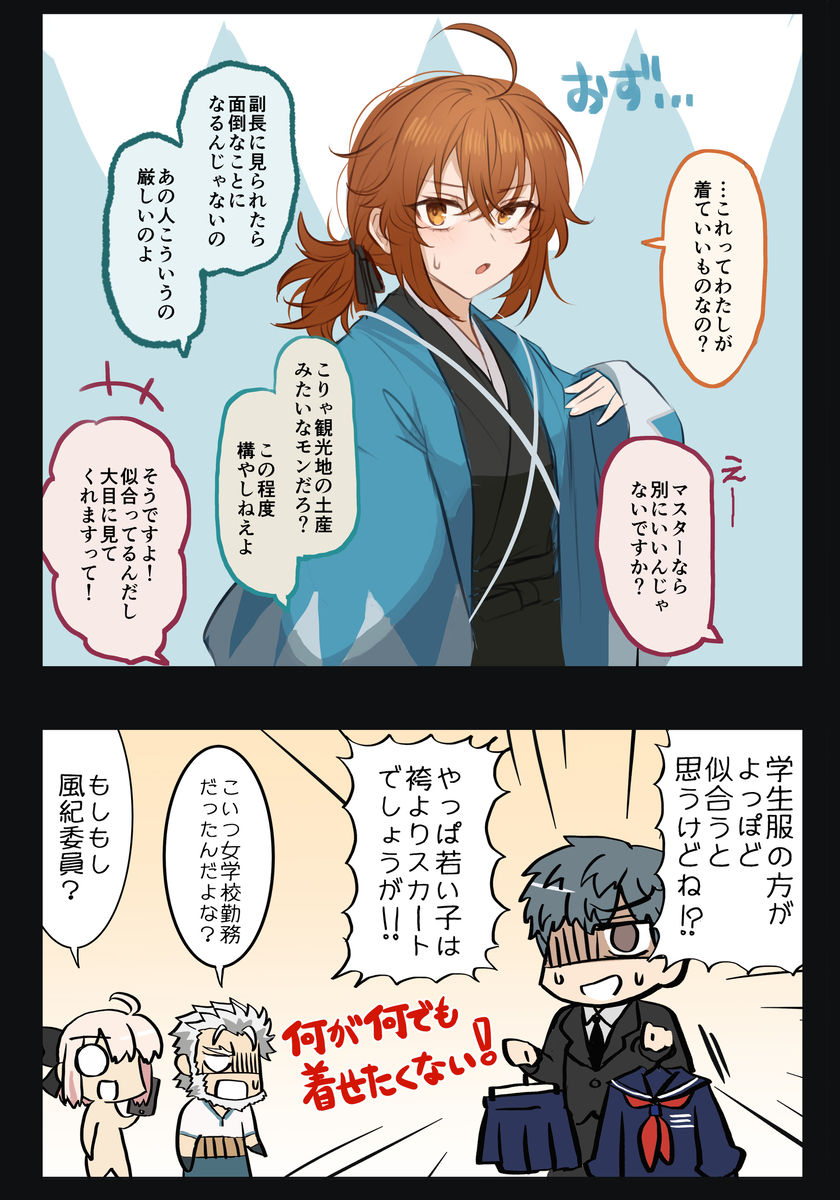 おず…
…これってわたしが
着ていいものなの？
副長に見られたら
面倒なことに
なるんじゃないの
あの人こういうの
厳しいのよ
えー
マスターなら
別にいいんじゃ
ないですか？
こりゃ観光地の土産
みたいなモンだろ？
この程度
構やしねえよ
そうですよ！
似合ってるんだし
大目に見て
くれますって！
学生服の方が
よっぽど
似合うと
思うけどね!?
やっぱ若い子は
袴よりスカート
でしょうが!!
何が何でも
着せたくない！
こいつ女学校勤務
だったんだよな？
もしもし
風紀委員？